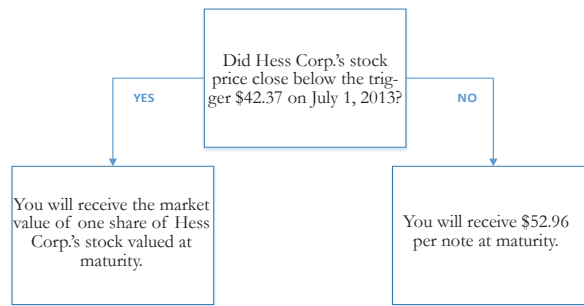 Did Hess Corp.'s stock
price close below the trig-
ger $42.37 on July 1, 2013?
YES
NO
You will receive the market
value of one share of Hess
Corp.'s stock valued at
maturity.
You will receive $52.96
per note at maturity.